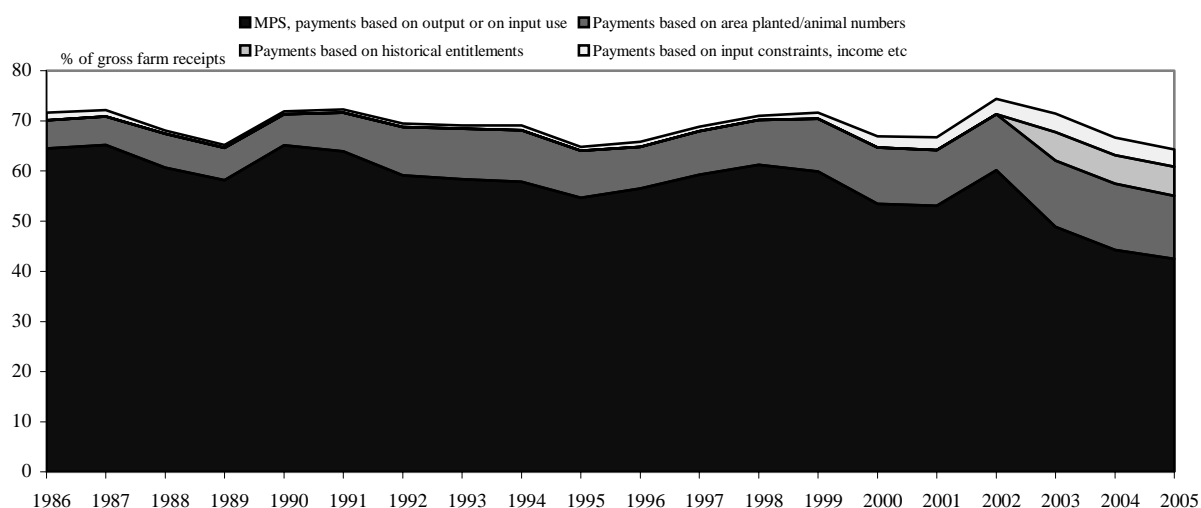 MPS, payments based on output or on input use Payments based on area planted/animal numbers
Payments based on historical entitlements Payments based on input constraints, income etc
% of gross farm receipts
80
70
60
50
40
30
20
10
0
1986 1987 1988 1989 1990 1991 1992 1993 1994 1995 1996 1997 1998 1999 2000 2001 2002 2003 2004 2005